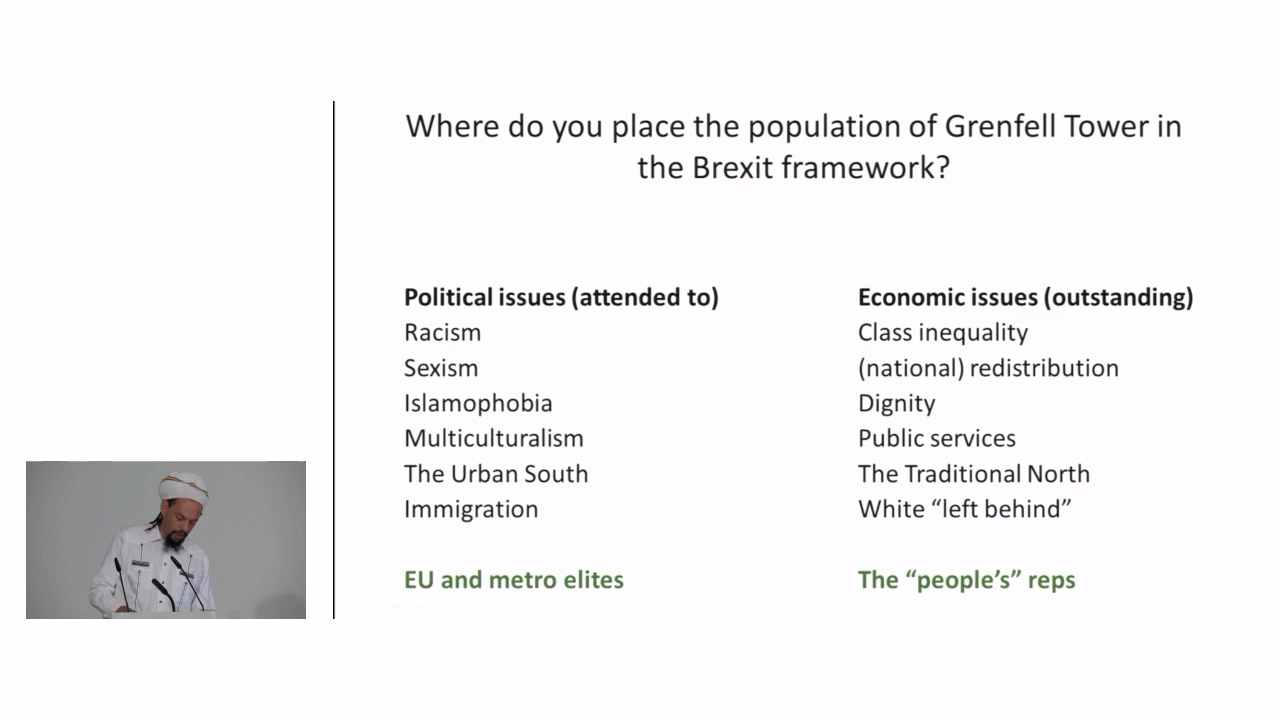 Where do you place the population of Grenfell Tower in
the Brexit framework?
Political issues (attended to)
Racism
Sexism
Islamophobia
Multiculturalism
The Urban South
Immigration
EU and metro elites
Economic issues (outstanding)
Class inequality
(national) redistribution
Dignity
Public services
The Traditional North
White “left behind”
The “people’s” reps